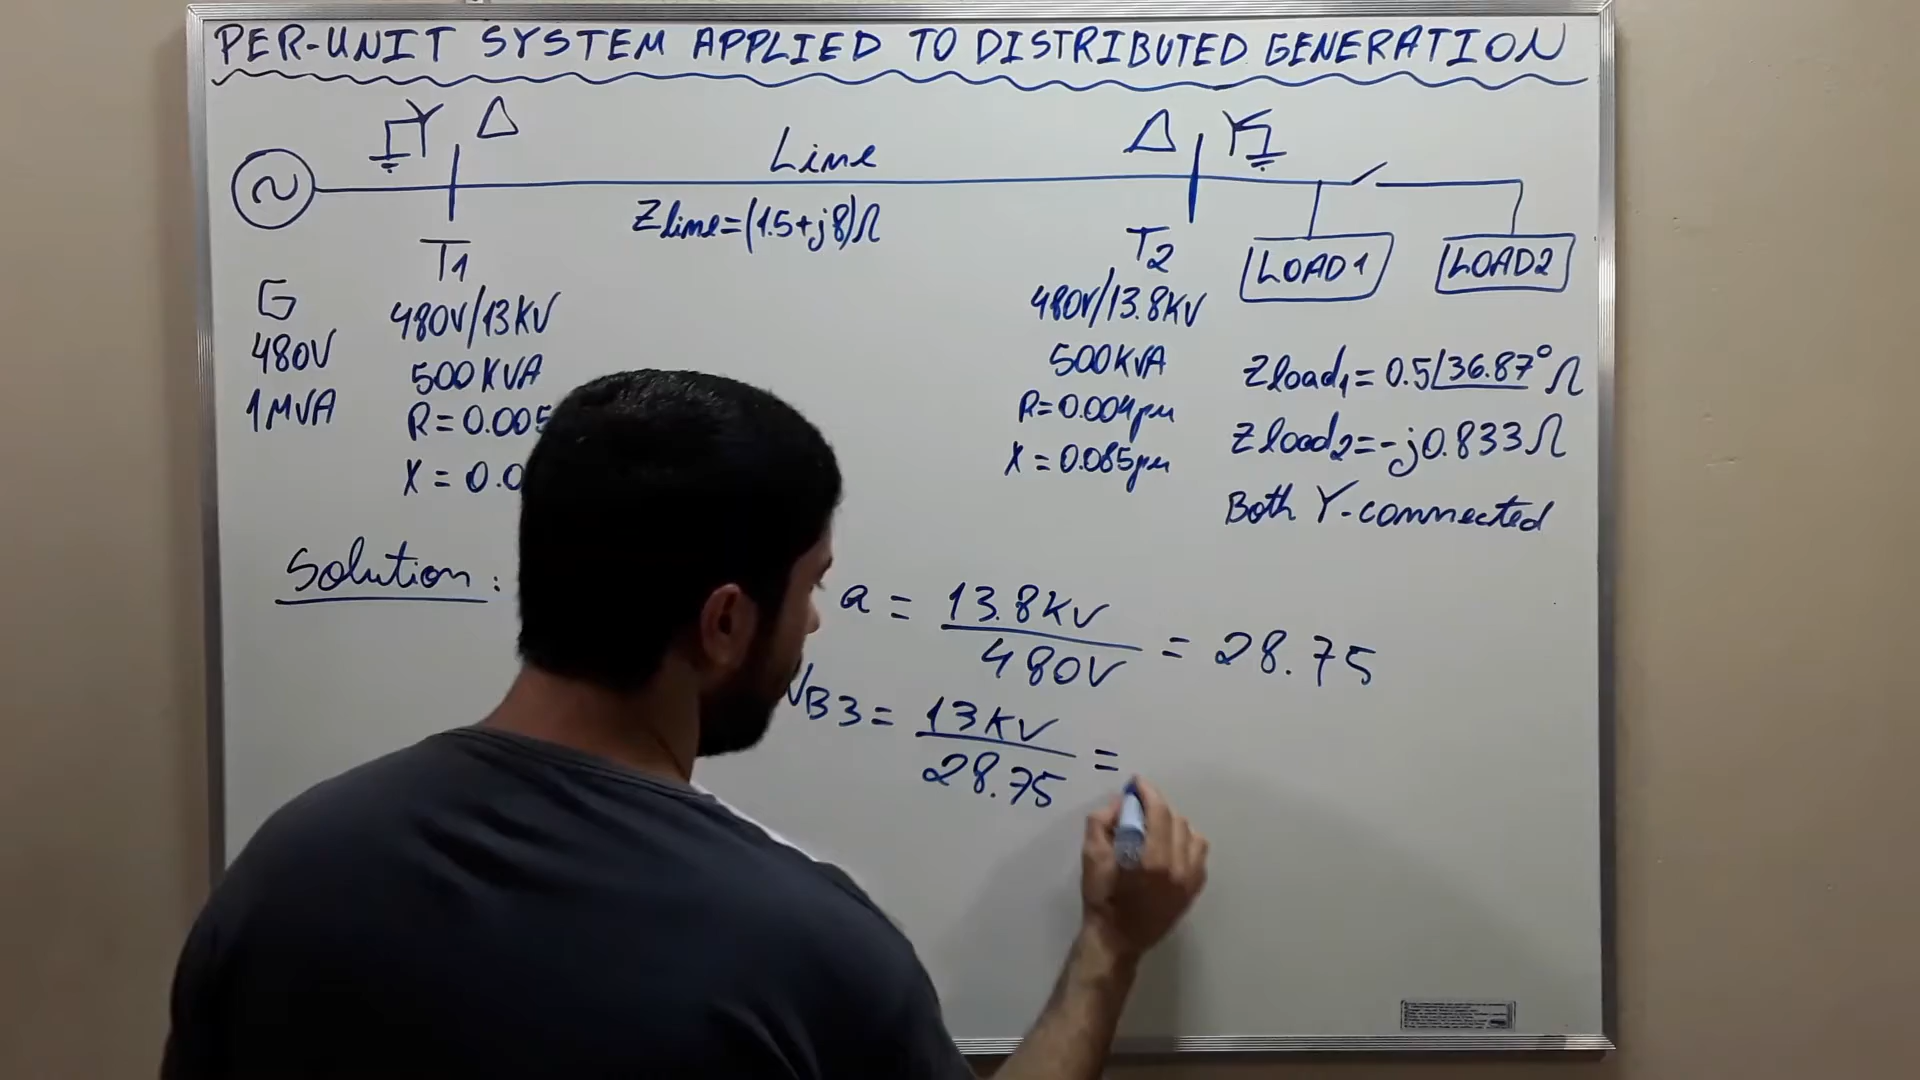 PER-UNIT SYSTEM APPLIED TO DISTRIBUTED GENERATION
Line
Zline=(1.5+j8)Ω
T1
T2
LOAD1
LOAD2
G
480V
1MVA
480V/13KV
500KVA
R=0.005
X=0.0
480V/13.8KV
500KVA
R=0.004pu
X=0.085pu
Zload1=0.5∠36.87°Ω
Zload2=-j0.833Ω
Both Y-connected
Solution:
a = 13.8KV / 480V = 28.75
VB3 = 13KV / 28.75 =